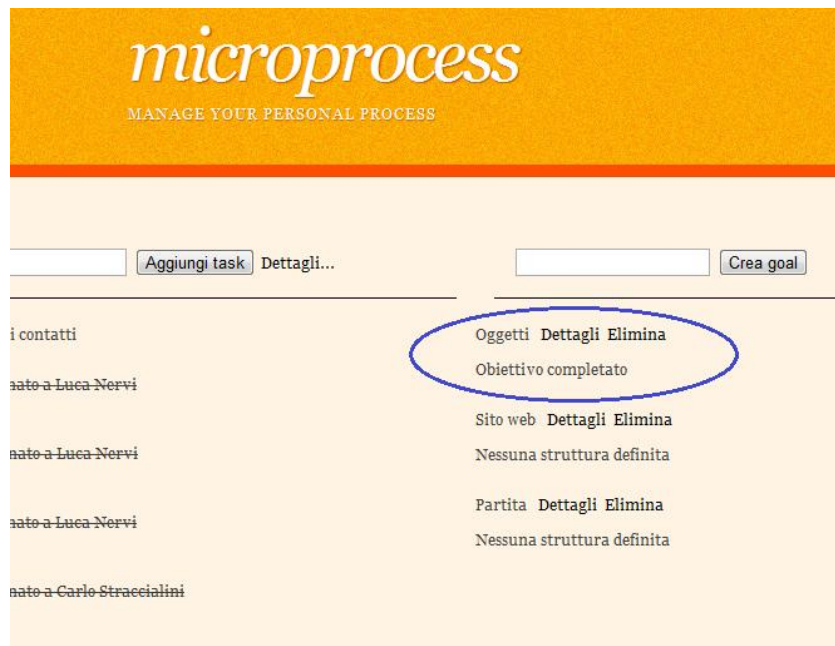 microprocess
MANAGE YOUR PERSONAL PROCESS
Aggiungi task Dettagli...
Crea goal
i contatti
nato a Luca Nervi
nato a Luca Nervi
nato a Luca Nervi
nato a Carlo Straccialini
Oggetti Dettagli Elimina
Obiettivo completato
Sito web Dettagli Elimina
Nessuna struttura definita
Partita Dettagli Elimina
Nessuna struttura definita